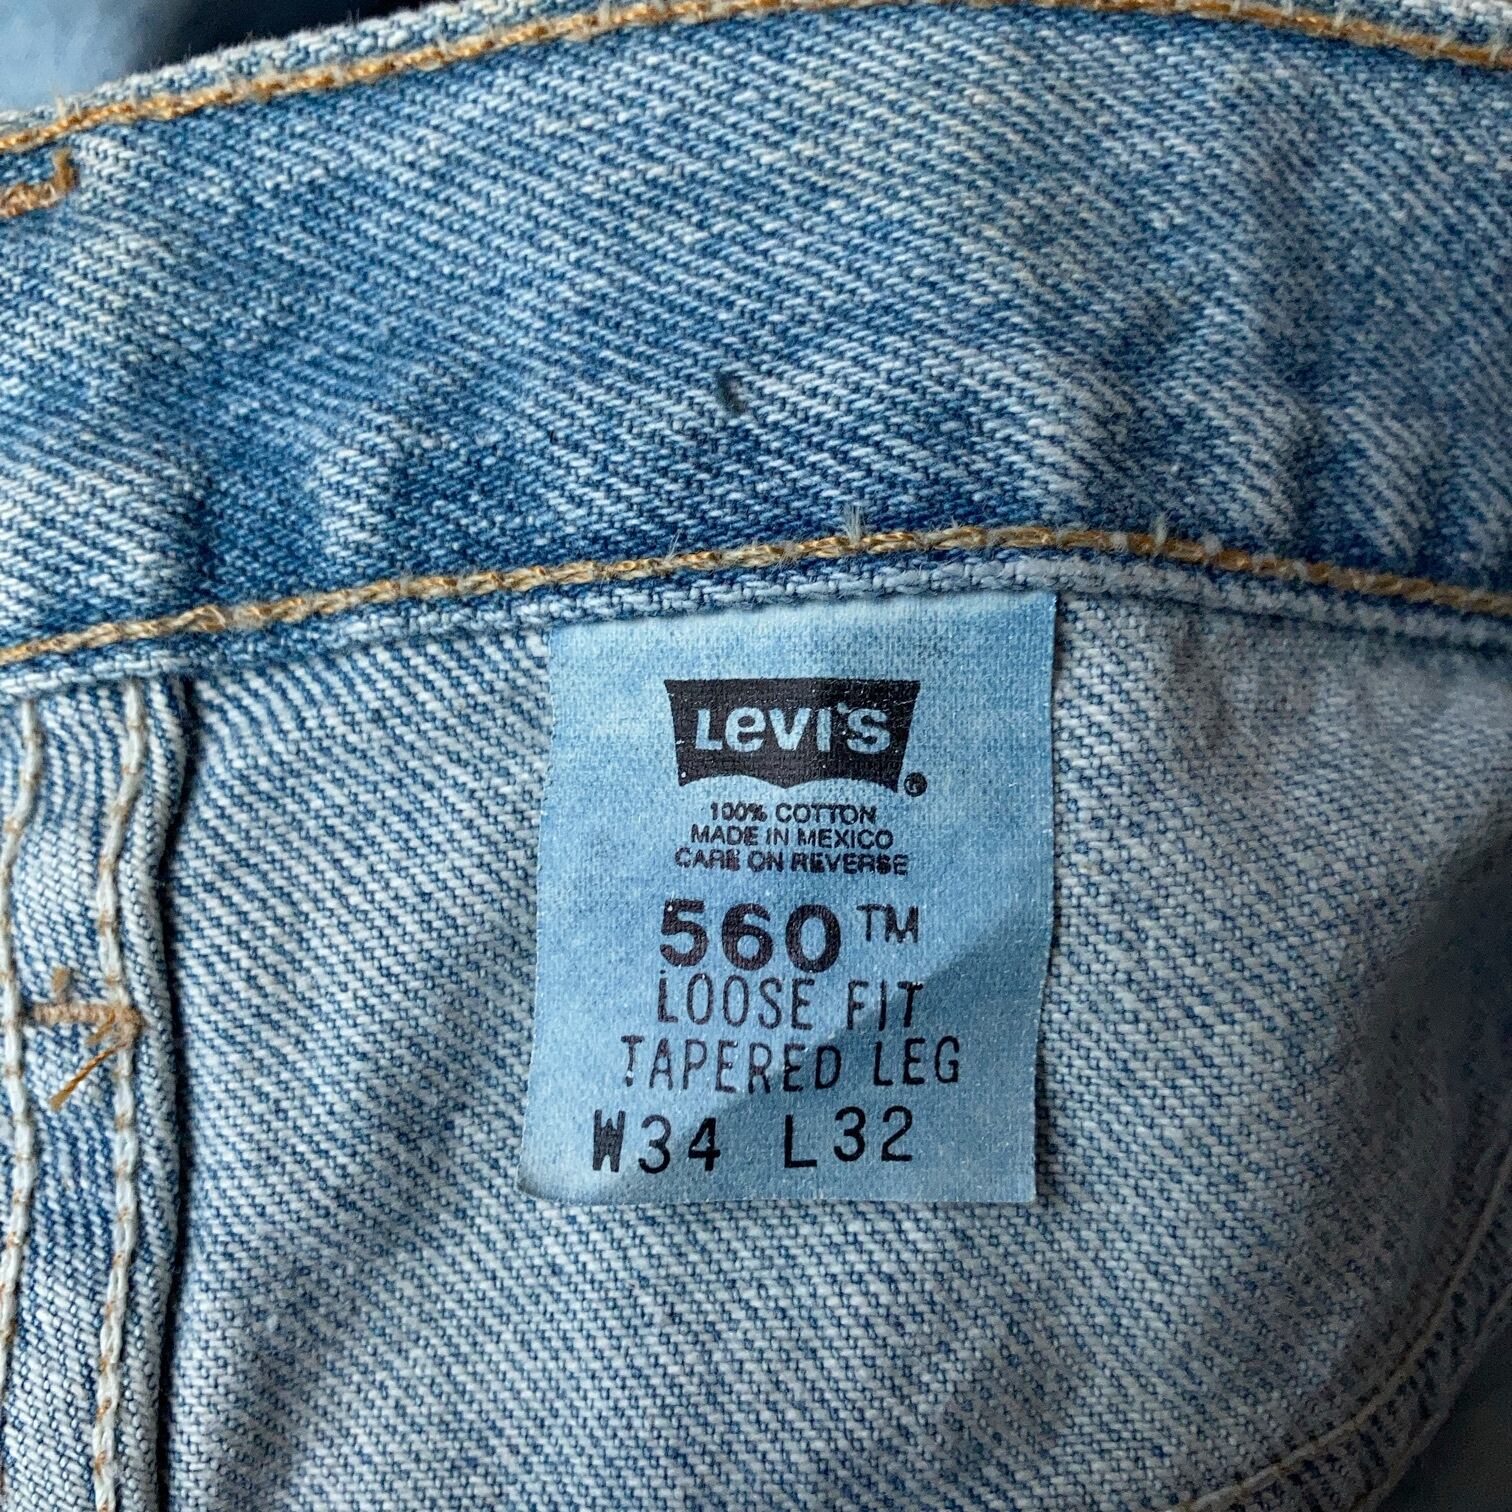 Levi's ®
100% COTTON
MADE IN MEXICO
CARE ON REVERSE
560™
LOOSE FIT
TAPERED LEG
W34 L32